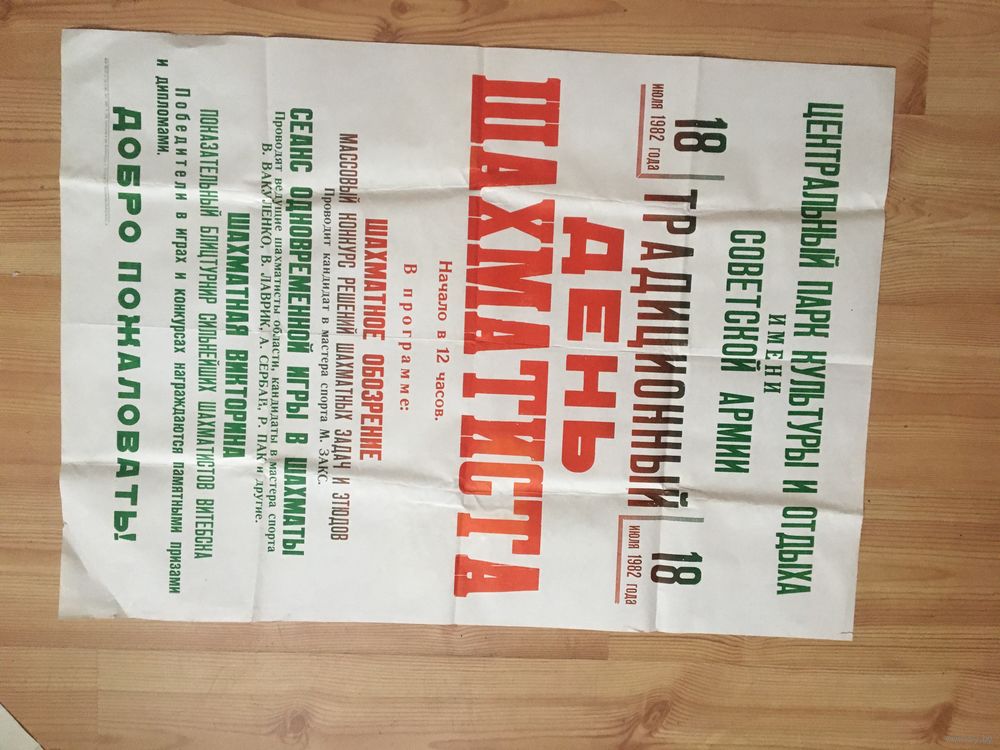 ЦЕНТРАЛЬНЫЙ ПАРК КУЛЬТУРЫ И ОТДЫХА
ИМЕНИ
СОВЕТСКОЙ АРМИИ
18
июля 1982 года
18
июля 1982 года
ТРАДИЦИОННЫЙ
ДЕНЬ
ШАХМАТИСТА
Начало в 12 часов.
В программе:
ШАХМАТНОЕ ОБОЗРЕНИЕ
МАССОВЫЙ КОНКУРС РЕШЕНИЙ ШАХМАТНЫХ ЗАДАЧ И ЭТЮДОВ
Проводит кандидат в мастера спорта М. ЗАКС.
СЕАНС ОДНОВРЕМЕННОЙ ИГРЫ В ШАХМАТЫ
Проводят ведущие шахматисты области, кандидаты в мастера спорта
В. ВАКУЛЕНКО, В. ЛАВРИК, А. СЕРБАР, Р. ПАК и другие.
ШАХМАТНАЯ ВИКТОРИНА
ПОКАЗАТЕЛЬНЫЙ БЛИЦТУРНИР СИЛЬНЕЙШИХ ШАХМАТИСТОВ ВИТЕБСКА
Победители в играх и конкурсах награждаются памятными призами
и дипломами.
ДОБРО ПОЖАЛОВАТЬ!